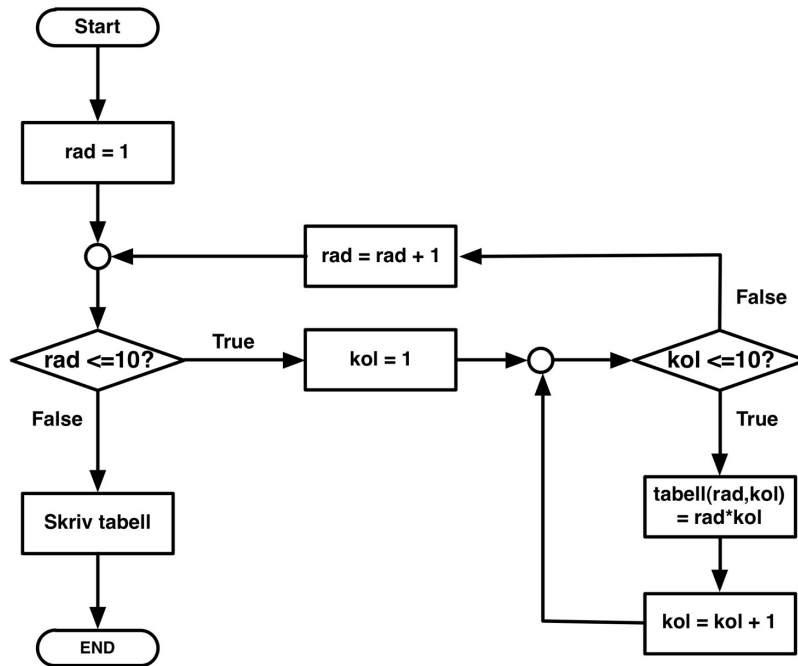 Start
rad = 1
rad = rad + 1
False
rad <=10?
True
kol = 1
kol <=10?
False
True
Skriv tabell
tabell(rad,kol)
= rad*kol
kol = kol + 1
END